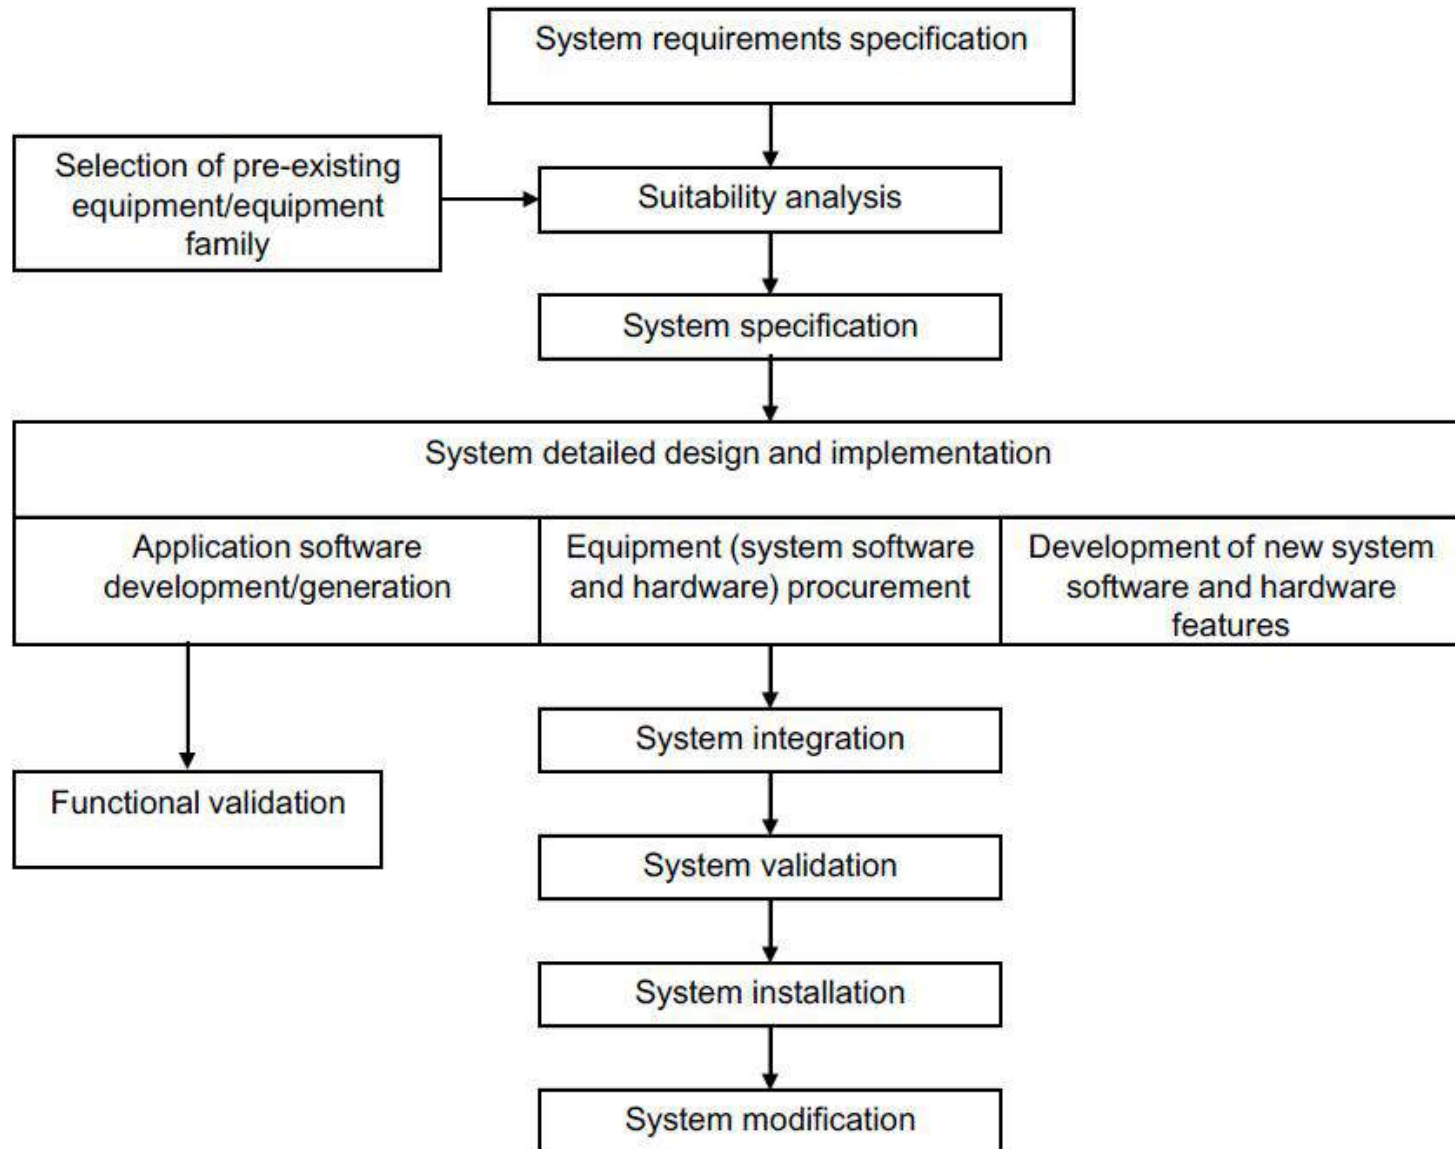 System requirements specification
Selection of pre-existing
equipment/equipment
family
Suitability analysis
System specification
System detailed design and implementation
Application software
development/generation
Equipment (system software
and hardware) procurement
Development of new system
software and hardware
features
System integration
Functional validation
System validation
System installation
System modification